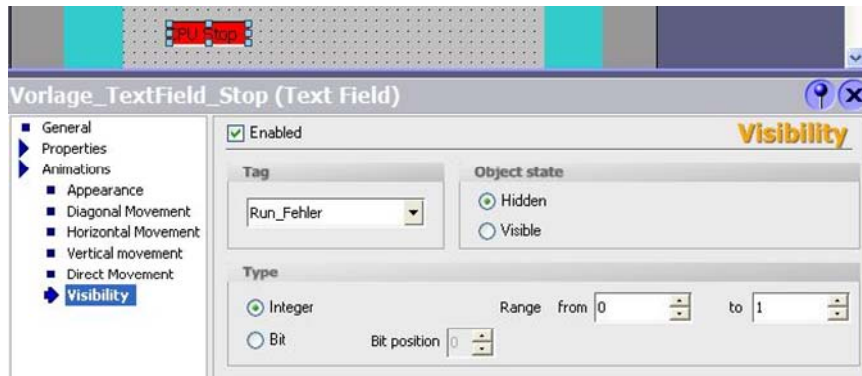 CPU Stop
Vorlage_TextField_Stop (Text Field)
General
Properties
Animations
Appearance
Diagonal Movement
Horizontal Movement
Vertical movement
Direct Movement
Visibility
Enabled
Visibility
Tag
Run_Fehler
Object state
Hidden
Visible
Type
Integer
Range from 0 to 1
Bit
Bit position 0